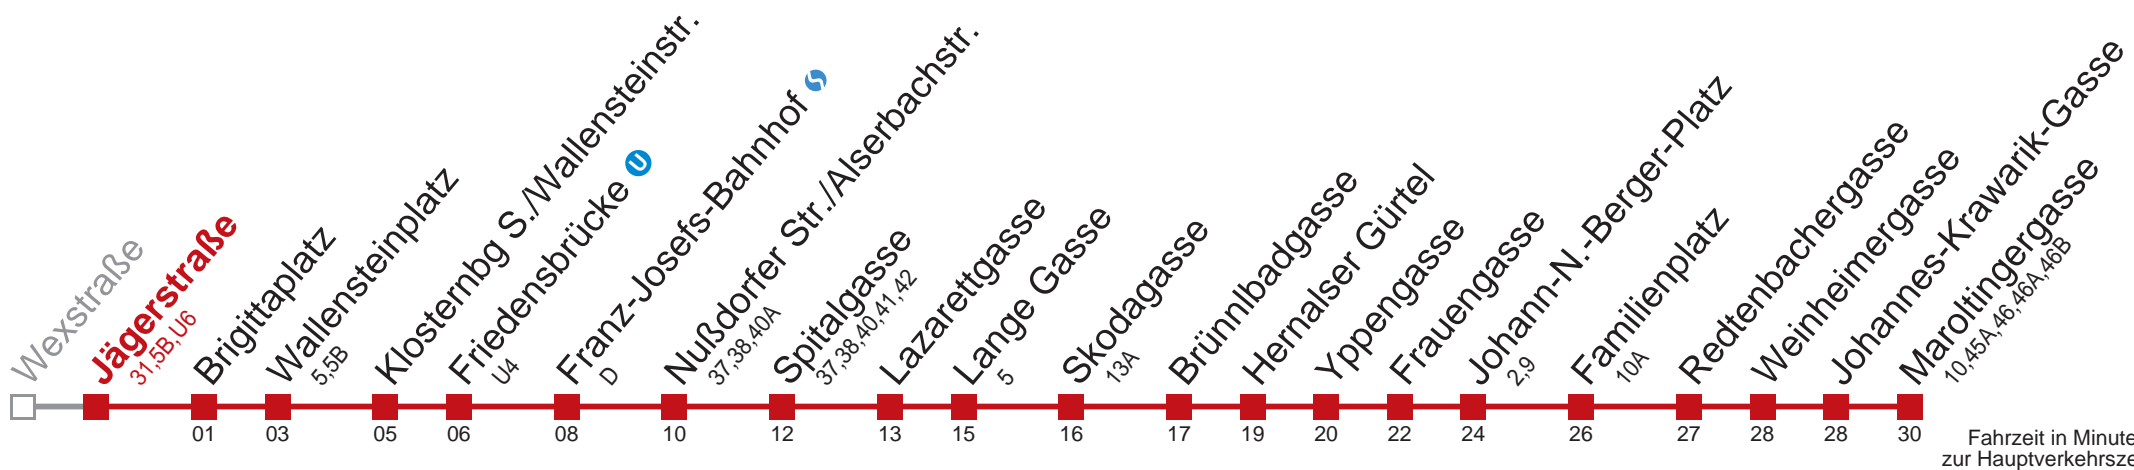 Wexstraße
Jägerstraße
31,5B,U6
Brigittaplatz
01
Wallensteinplatz
5,5B
03
Klosternbg S./Wallensteinstr.
05
Friedensbrücke U
U4
06
Franz-Josefs-Bahnhof S
D
08
Nußdorfer Str./Alserbachstr.
37,38,40A
10
Spitalgasse
37,38,40,41,42
12
Lazarettgasse
13
Lange Gasse
5
15
Skodagasse
13A
16
Brünnlbadgasse
17
Hernalser Gürtel
19
Yppengasse
20
Frauengasse
22
Johann-N.-Berger-Platz
2,9
24
Familienplatz
10A
26
Redtenbachergasse
27
Weinheimergasse
28
Johannes-Krawarik-Gasse
28
Maroltingergasse
10,45A,46,46A,46B
30
Fahrzeit in Minute
zur Hauptverkehrsze